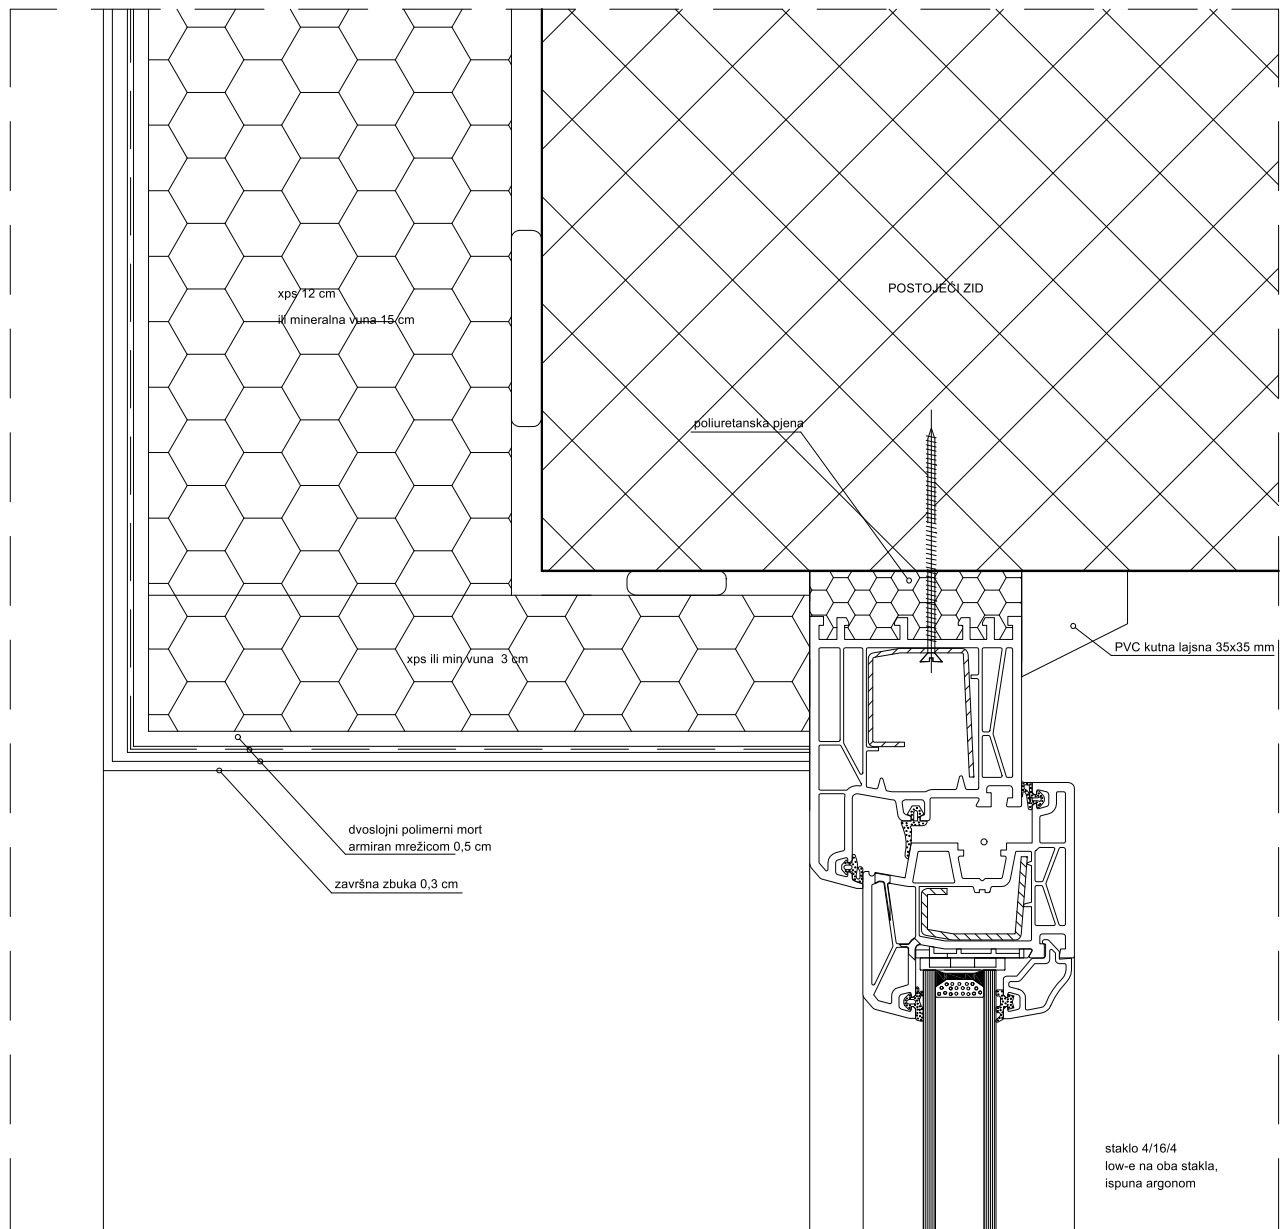 xps 12 cm
ili mineralna vuna 15 cm
POSTOJEĆI ZID
poliuretanska pjena
PVC kutna lajsna 35x35 mm
xps ili min vuna  3 cm
dvoslojni polimerni mort
armiran mrežicom 0,5 cm
završna zbuka 0,3 cm
staklo 4/16/4
low-e na oba stakla,
ispuna argonom